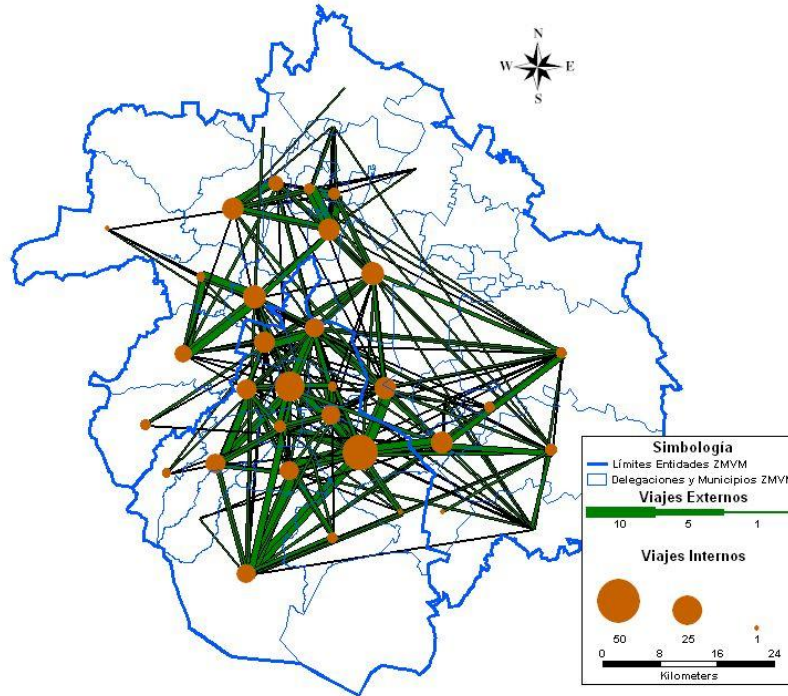 N
W E
S
Simbología
Límites Entidades ZMVM
Delegaciones y Municipios ZMVM
Viajes Externos
10 5 1
Viajes Internos
50 25 1
0 8 16 24
Kilometers